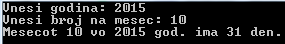 Vnesi godina: 2015
Vnesi broj na mesec: 10
Mesecot 10 vo 2015 god. ima 31 den.